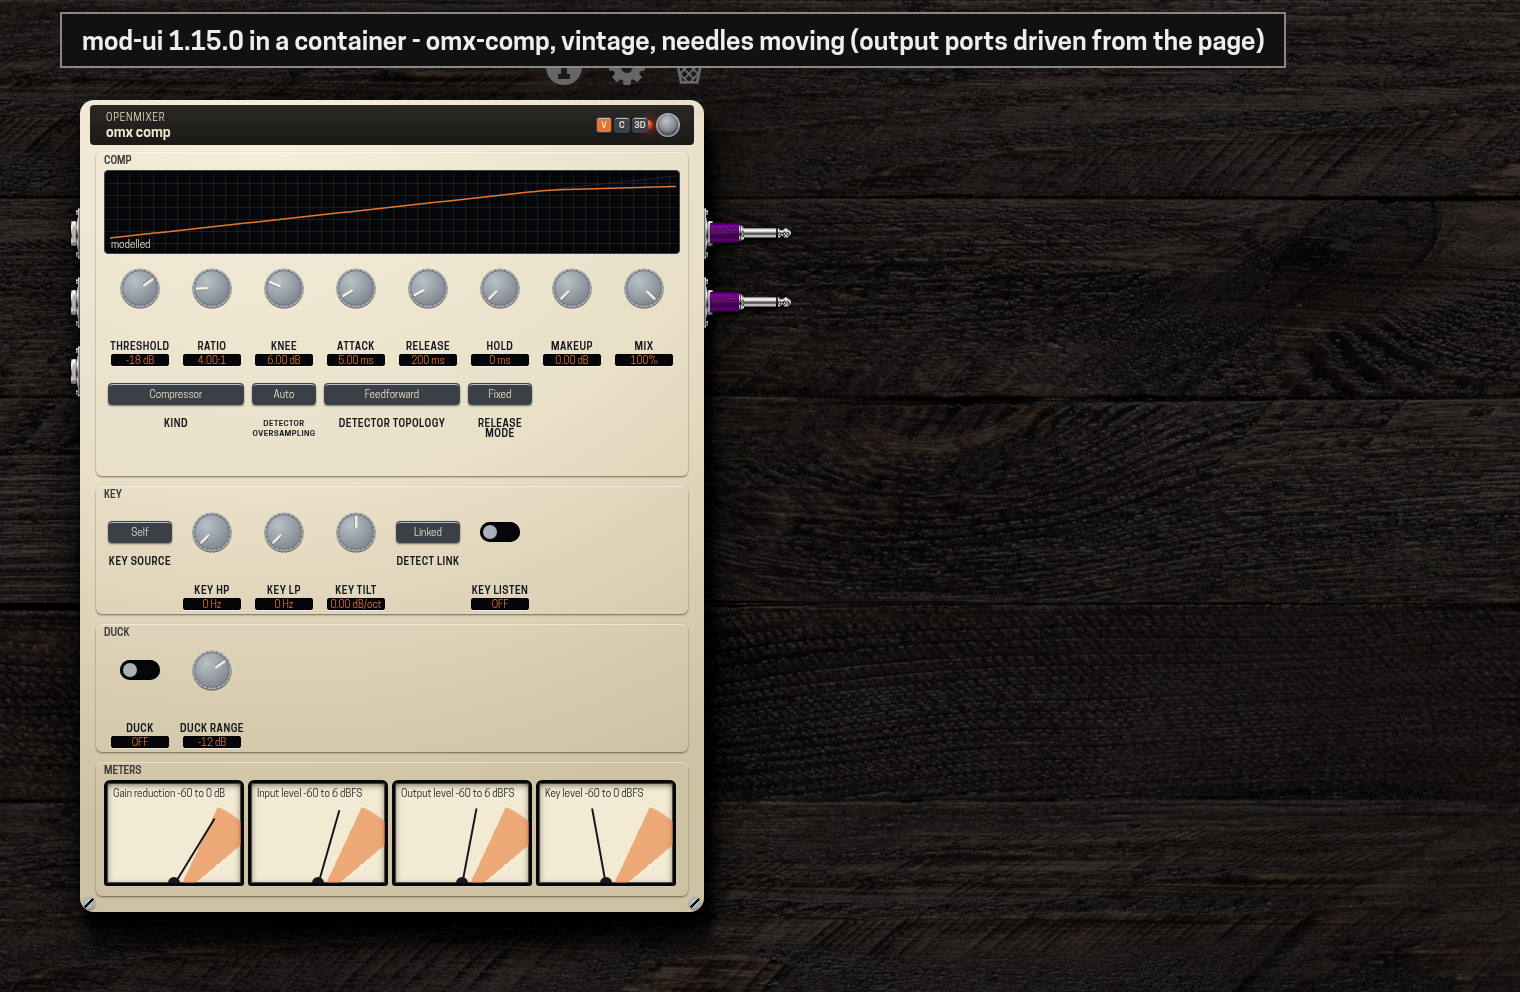 mod-ui 1.15.0 in a container - omx-comp, vintage, needles moving (output ports driven from the page)
OPENMIXER
omx comp
V C 3D
COMP
modelled
THRESHOLD RATIO KNEE ATTACK RELEASE HOLD MAKEUP MIX
-18 dB 4.00:1 6.00 dB 5.00 ms 200 ms 0 ms 0.00 dB 100%
Compressor Auto Feedforward Fixed
KIND DETECTOR OVERSAMPLING DETECTOR TOPOLOGY RELEASE MODE
KEY
Self Linked
KEY SOURCE DETECT LINK
KEY HP KEY LP KEY TILT KEY LISTEN
0 Hz 0 Hz 0.00 dB/oct OFF
DUCK
DUCK DUCK RANGE
OFF -12 dB
METERS
Gain reduction -60 to 0 dB Input level -60 to 6 dBFS Output level -60 to 6 dBFS Key level -60 to 0 dBFS